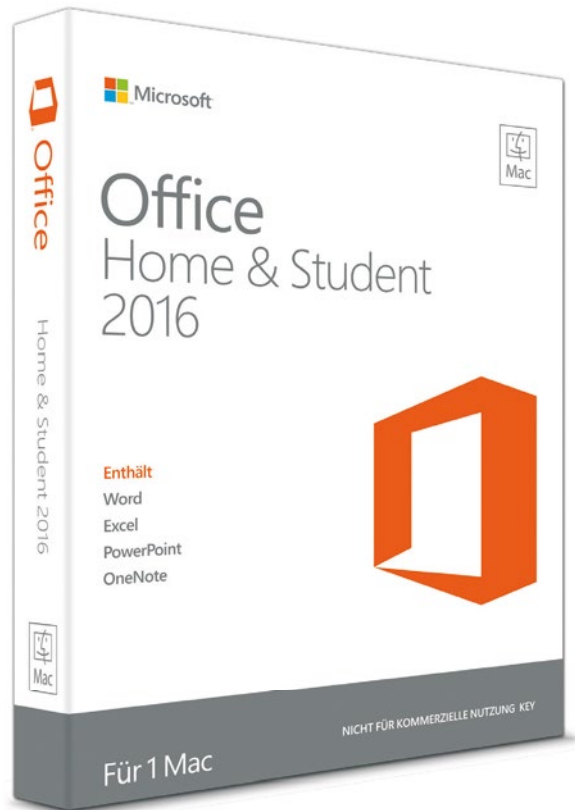 Microsoft
Mac
Office
Home & Student
2016
Enthält
Word
Excel
PowerPoint
OneNote
NICHT FÜR KOMMERZIELLE NUTZUNG KEY
Für 1 Mac
Office
Home & Student 2016
Mac